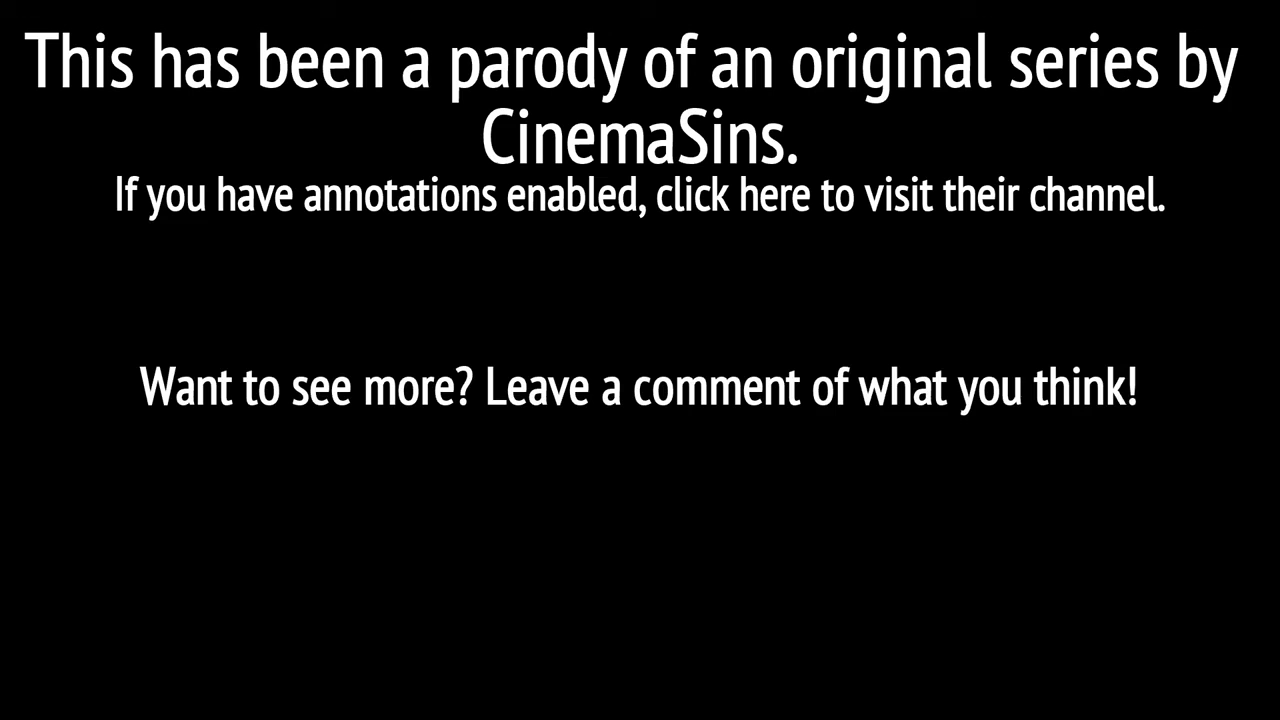 This has been a parody of an original series by
CinemaSins.
If you have annotations enabled, click here to visit their channel.
Want to see more? Leave a comment of what you think!